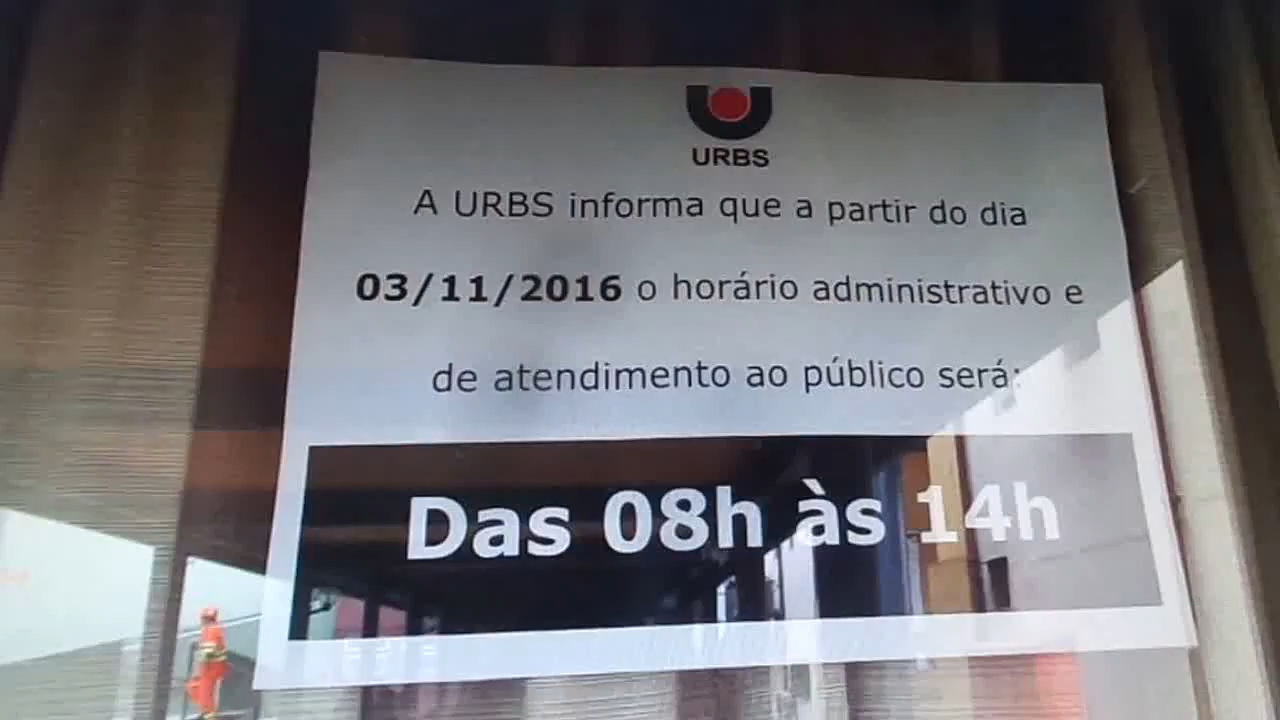 URBS
A URBS informa que a partir do dia
03/11/2016 o horário administrativo e
de atendimento ao público será:
Das 08h às 14h